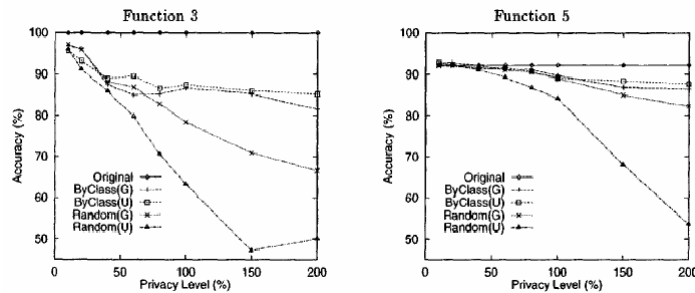 Function 3
100
90
80
70
60
50
Accuracy (%)
Original
ByClass(G)
ByClass(U)
Random(G)
Random(U)
0 50 100 150 200
Privacy Level (%)
Function 5
100
90
80
70
60
50
Accuracy (%)
Original
ByClass(G)
ByClass(U)
Random(G)
Random(U)
0 50 100 150 200
Privacy Level (%)